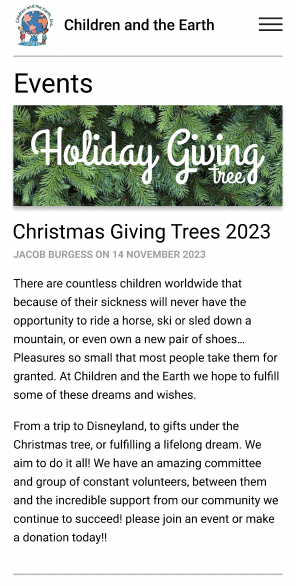 Children and the Earth
Events
Holiday Giving
tree
Christmas Giving Trees 2023
JACOB BURGESS ON 14 NOVEMBER 2023
There are countless children worldwide that
because of their sickness will never have the
opportunity to ride a horse, ski or sled down a
mountain, or even own a new pair of shoes…
Pleasures so small that most people take them for
granted. At Children and the Earth we hope to fulfill
some of these dreams and wishes.
From a trip to Disneyland, to gifts under the
Christmas tree, or fulfilling a lifelong dream. We
aim to do it all! We have an amazing committee
and group of constant volunteers, between them
and the incredible support from our community we
continue to succeed! please join an event or make
a donation today!!